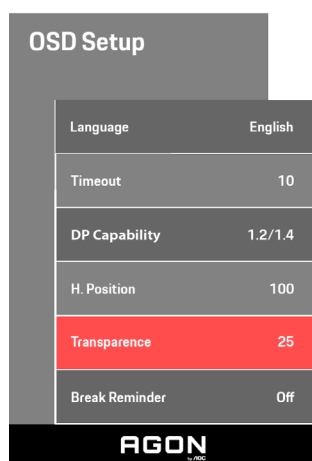 OSD Setup
Language English
Timeout 10
DP Capability 1.2/1.4
H. Position 100
Transparence 25
Break Reminder Off
AGON
by AOC